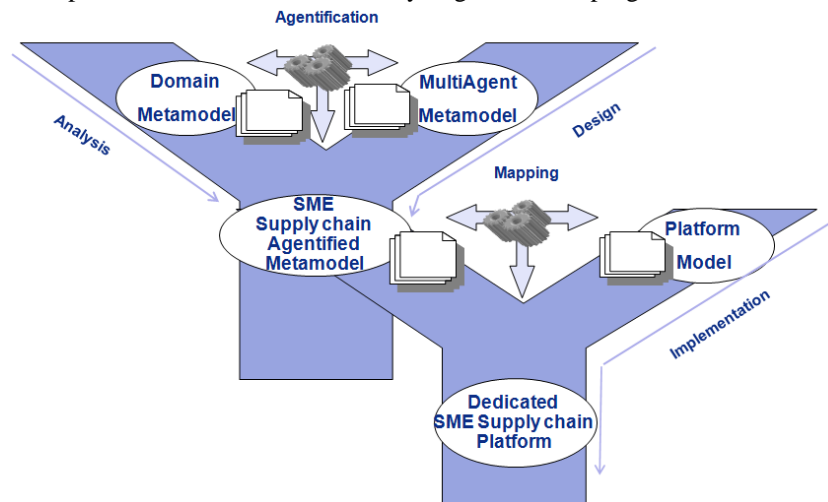 Agentification
Domain
Metamodel
MultiAgent
Metamodel
Analysis
Design
Mapping
SME
Supply chain
Agentified
Metamodel
Platform
Model
Implementation
Dedicated
SME Supply chain
Platform